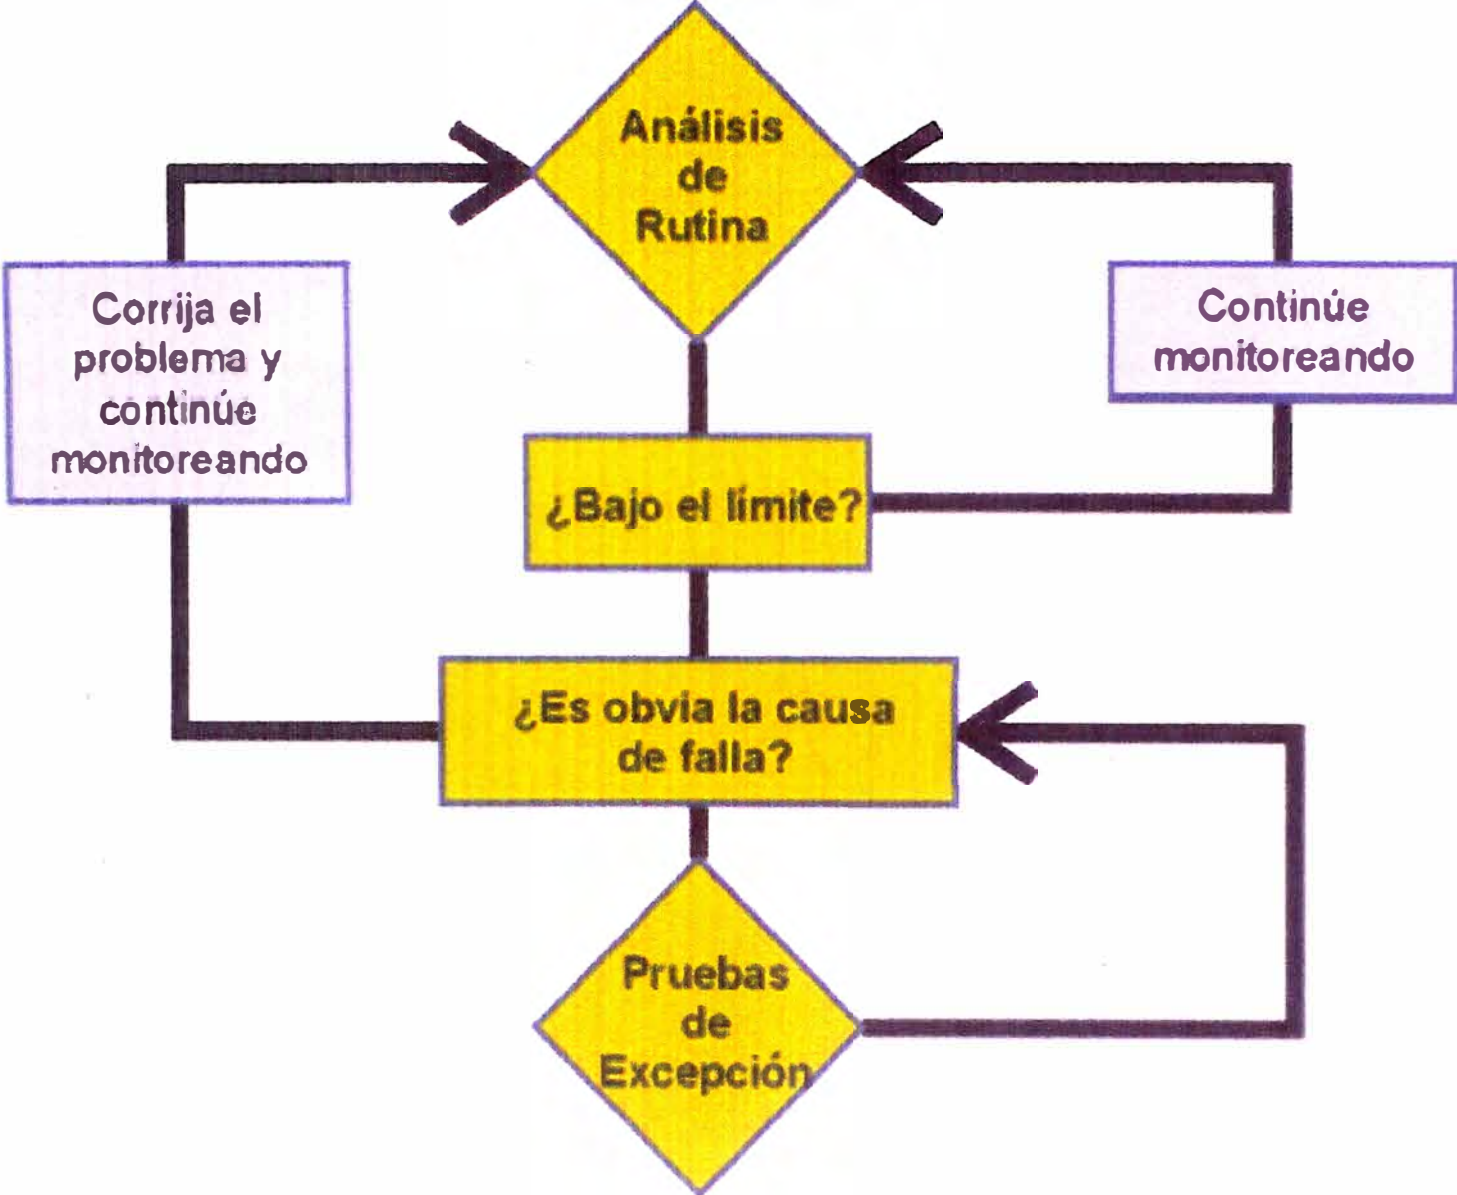 Análisis
de
Rutina
Corrija el
problema y
continúe
monitoreando
Continúe
monitoreando
¿Bajo el límite?
¿Es obvia la causa
de falla?
Pruebas
de
Excepción